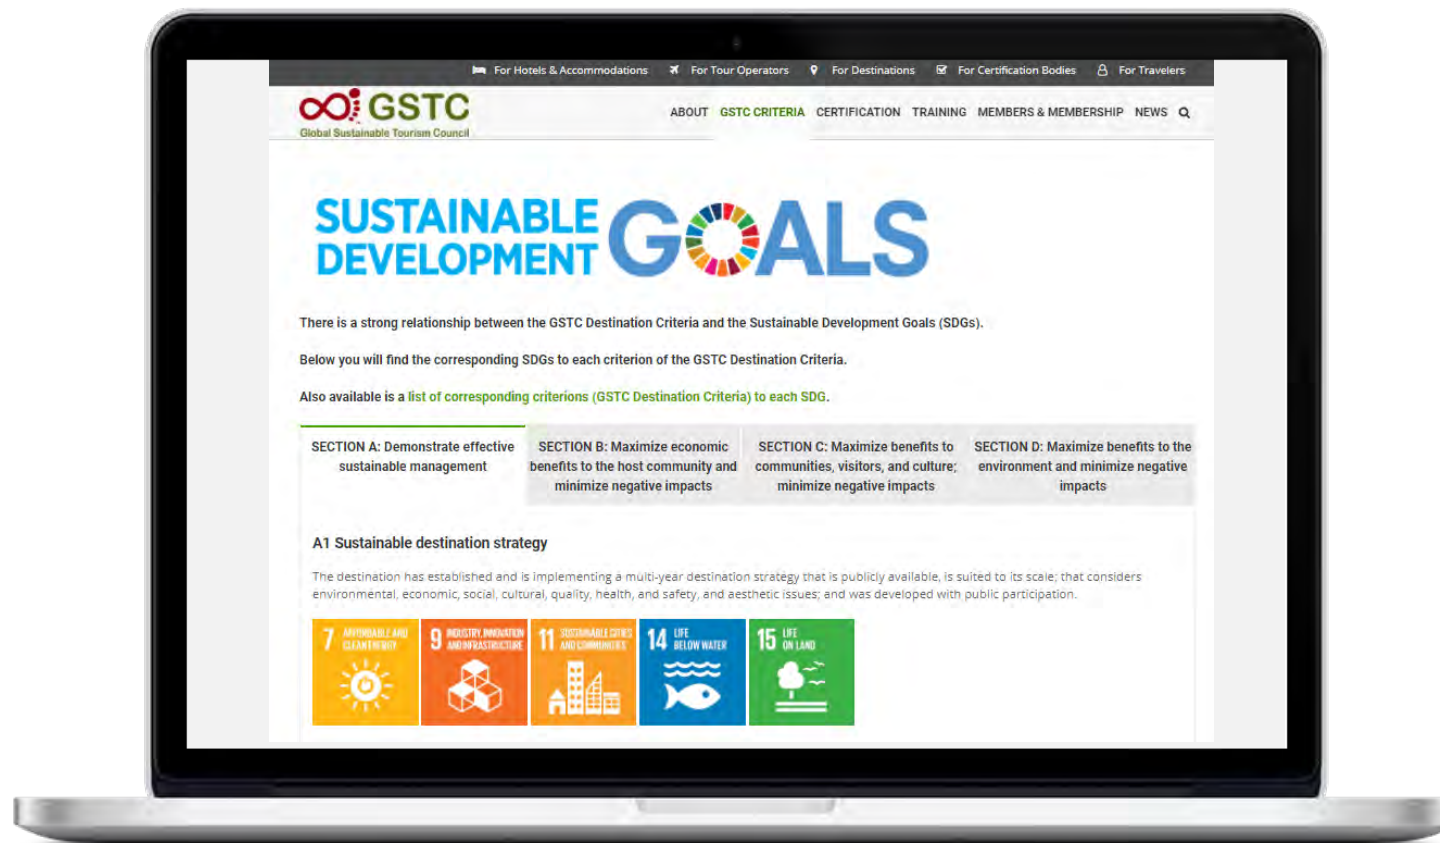 For Hotels & Accommodations For Tour Operators For Destinations For Certification Bodies For Travelers
GSTC
Global Sustainable Tourism Council
ABOUT GSTC CRITERIA CERTIFICATION TRAINING MEMBERS & MEMBERSHIP NEWS
SUSTAINABLE
DEVELOPMENT
GOALS
There is a strong relationship between the GSTC Destination Criteria and the Sustainable Development Goals (SDGs).
Below you will find the corresponding SDGs to each criterion of the GSTC Destination Criteria.
Also available is a list of corresponding criterions (GSTC Destination Criteria) to each SDG.
SECTION A: Demonstrate effective
sustainable management
SECTION B: Maximize economic
benefits to the host community and
minimize negative impacts
SECTION C: Maximize benefits to
communities, visitors, and culture;
minimize negative impacts
SECTION D: Maximize benefits to the
environment and minimize negative
impacts
A1 Sustainable destination strategy
The destination has established and is implementing a multi-year destination strategy that is publicly available, is suited to its scale; that considers
environmental, economic, social, cultural, quality, health, and safety, and aesthetic issues; and was developed with public participation.
7 AFFORDABLE AND
CLEAN ENERGY
9 INDUSTRY, INNOVATION
AND INFRASTRUCTURE
11 SUSTAINABLE CITIES
AND COMMUNITIES
14 LIFE
BELOW WATER
15 LIFE
ON LAND